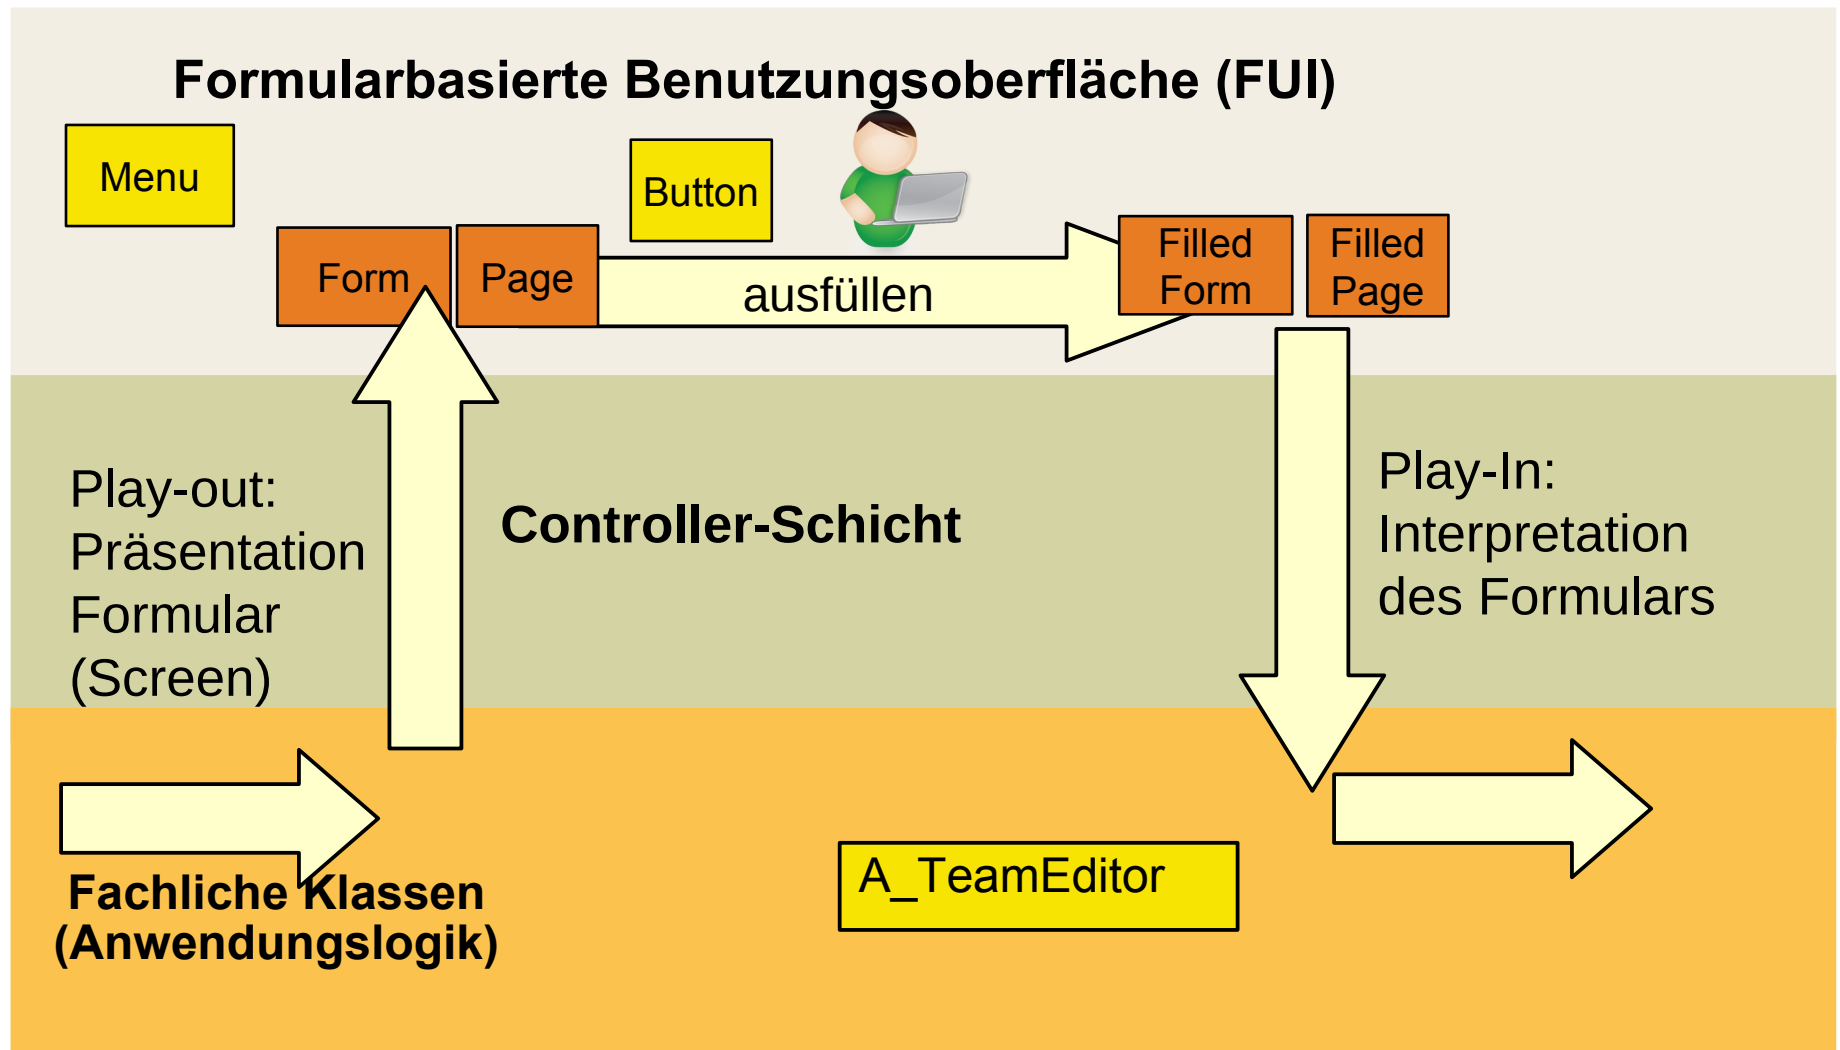 Formularbasierte Benutzungsoberfläche (FUI)
Menu
Button
Form
Page
ausfüllen
Filled
Form
Filled
Page
Play-out:
Präsentation
Formular
(Screen)
Controller-Schicht
Play-In:
Interpretation
des Formulars
Fachliche Klassen
(Anwendungslogik)
A_TeamEditor